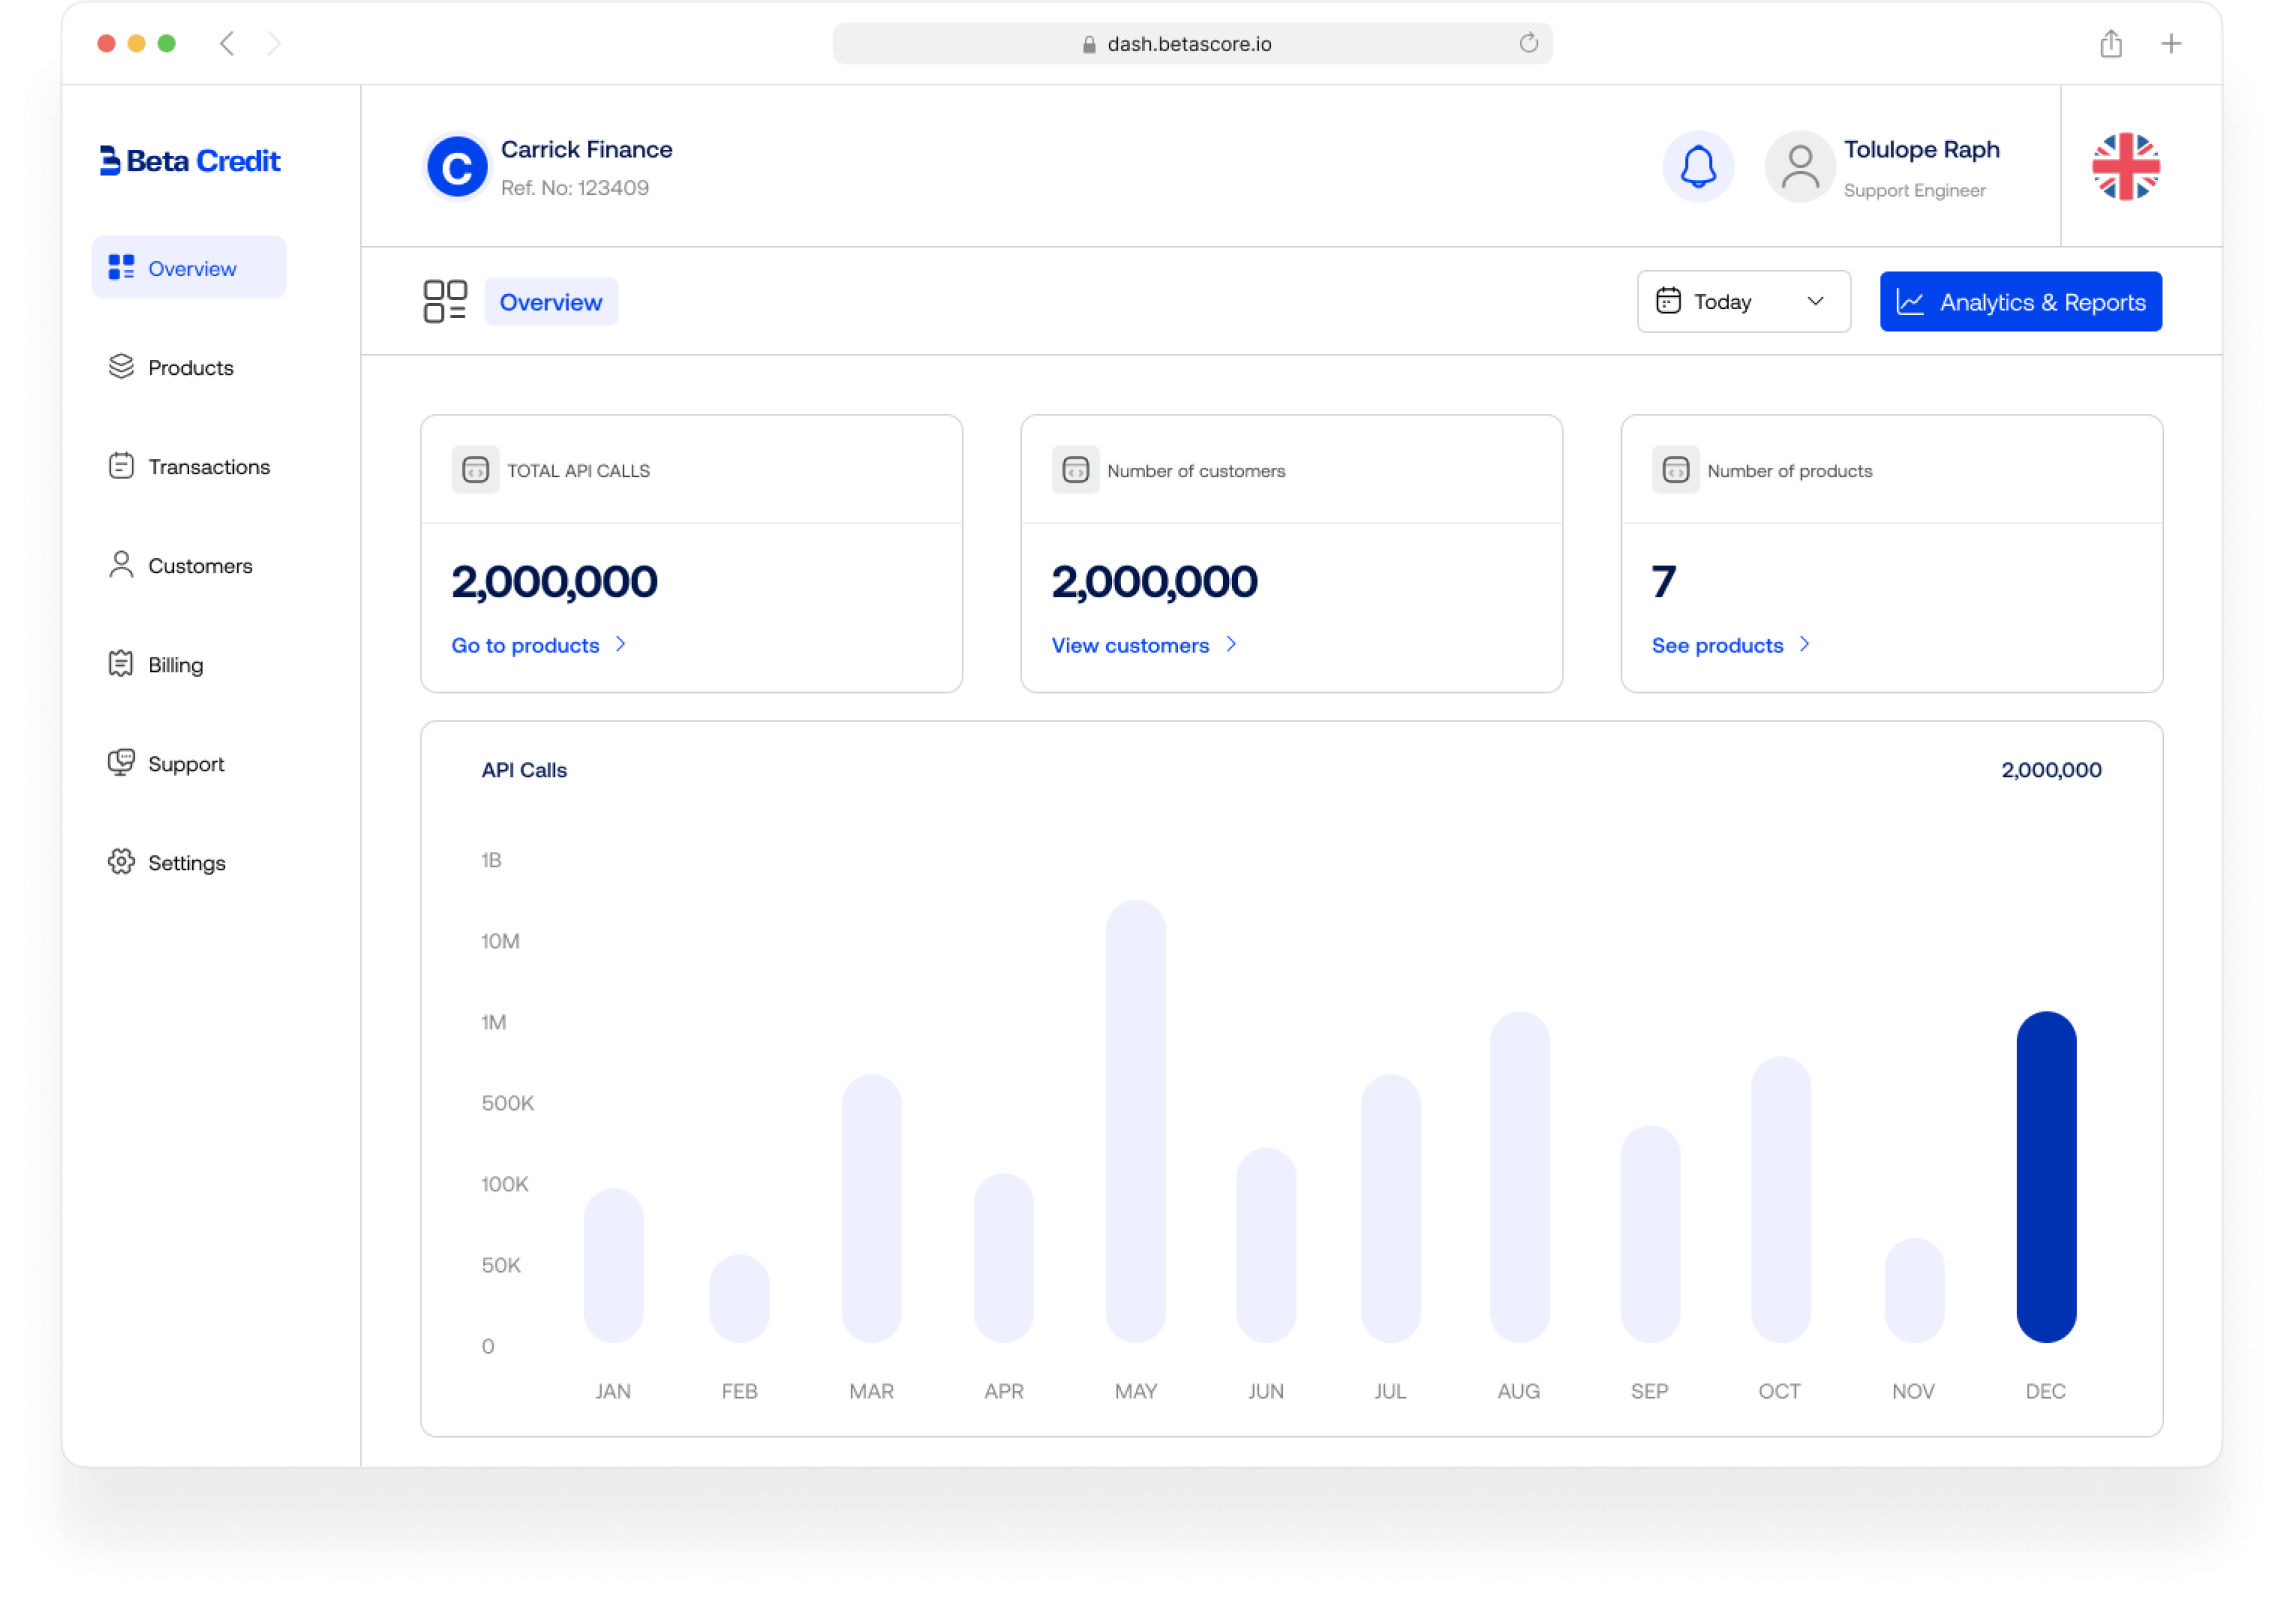 dash.betascore.io
Beta Credit
Carrick Finance
Ref. No: 123409
Tolulope Raph
Support Engineer
Overview
Products
Transactions
Customers
Billing
Support
Settings
Overview
Today
Analytics & Reports
TOTAL API CALLS
2,000,000
Go to products
Number of customers
2,000,000
View customers
Number of products
7
See products
API Calls
2,000,000
1B
10M
1M
500K
100K
50K
0
JAN FEB MAR APR MAY JUN JUL AUG SEP OCT NOV DEC